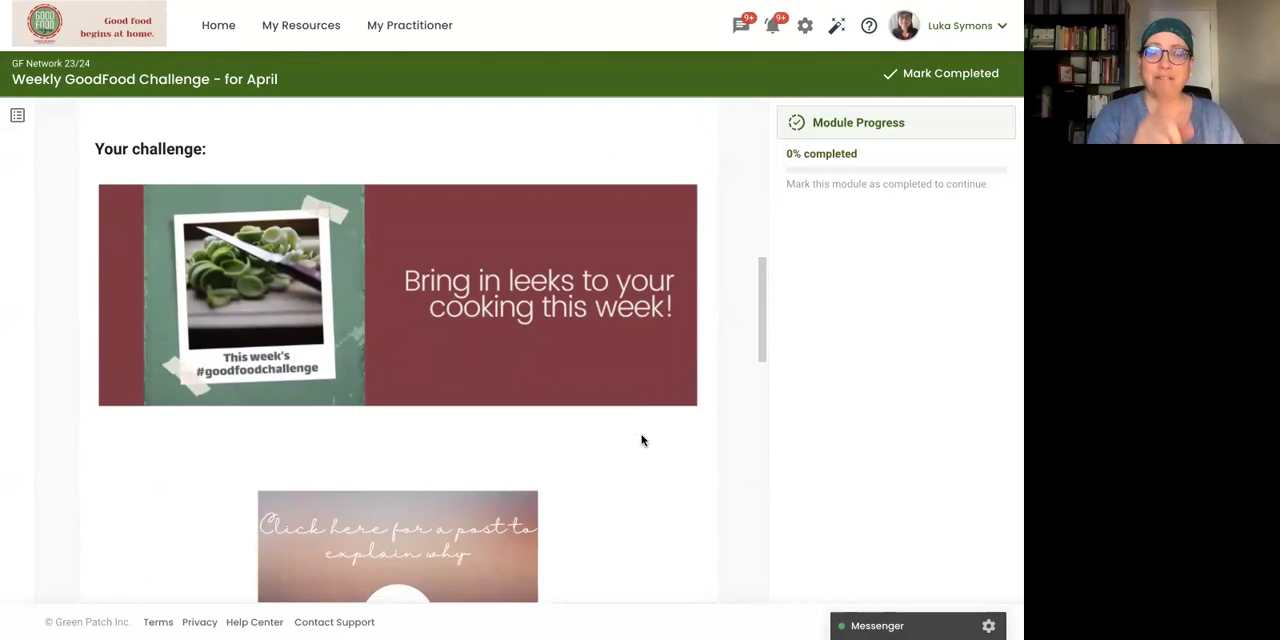 GOOD
FOOD
Good food
begins at home.
Home
My Resources
My Practitioner
9+
9+
Luka Symons
GF Network 23/24
Weekly GoodFood Challenge - for April
Mark Completed
Your challenge:
This week's
#goodfoodchallenge
Bring in leeks to your
cooking this week!
Click here for a post to
explain why
Module Progress
0% completed
Mark this module as completed to continue.
© Green Patch Inc.
Terms
Privacy
Help Center
Contact Support
Messenger